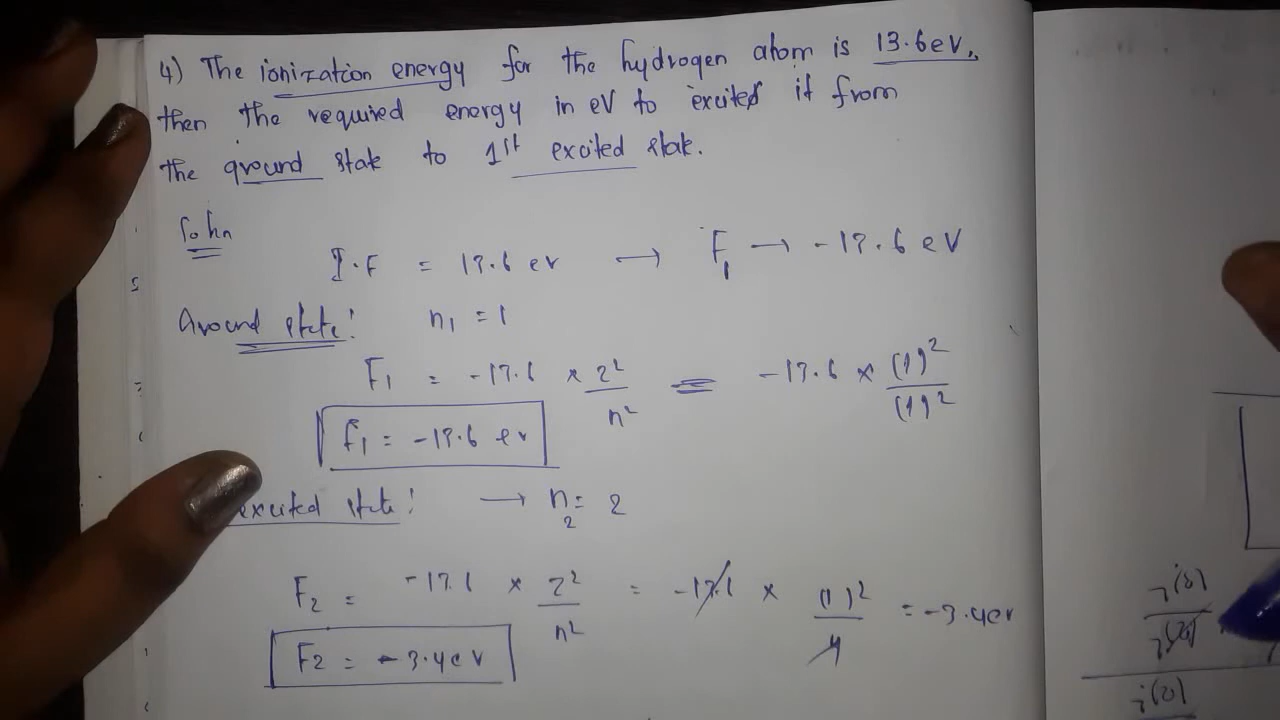 4) The ionization energy for the hydrogen atom is 13.6eV,
then the required energy in eV to excited it from
the ground state to 1st excited state.
Soln
I.E = 13.6 ev → E1 → -13.6 eV
Ground state! n1 = 1
E1 = -13.6 × Z²/n² = -13.6 × (1)²/(1)²
E1 = -13.6 ev
excited state! → n2 = 2
E2 = -13.6 × Z²/n² = -13.6 × (1)²/4 = -3.4ev
E2 = -3.4ev